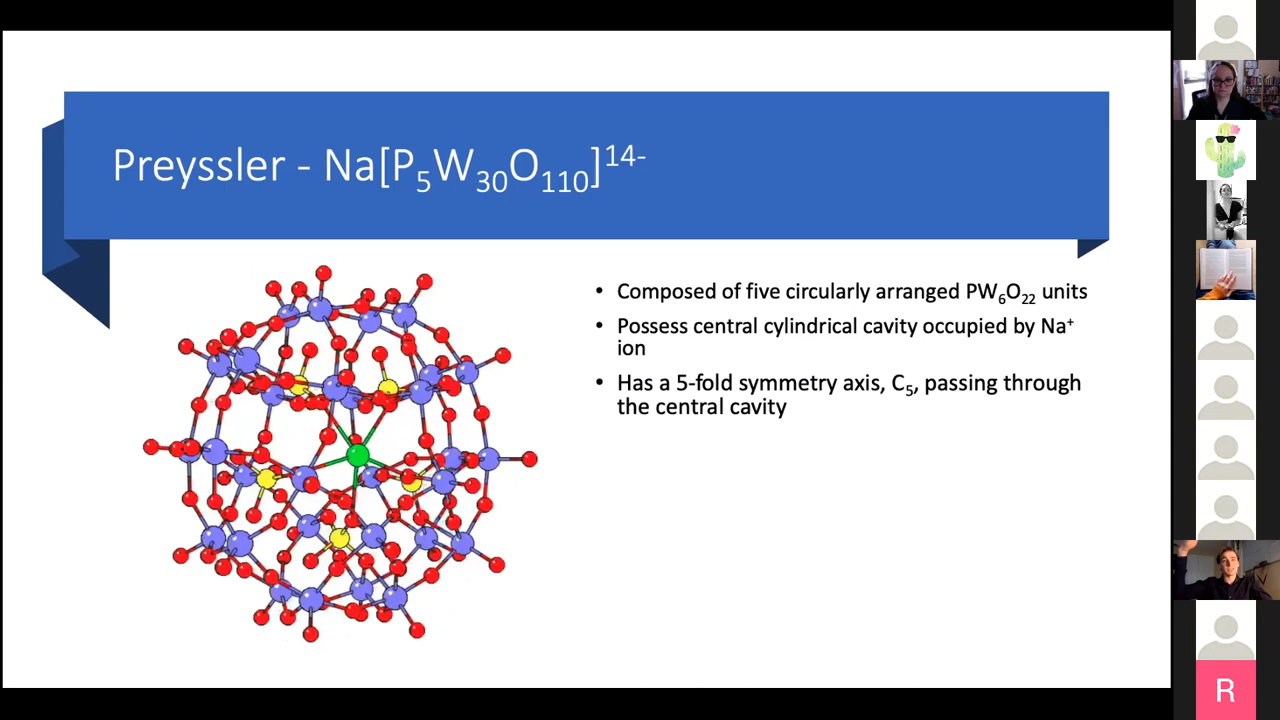 Preyssler - Na[P₅W₃₀O₁₁₀]¹⁴⁻
• Composed of five circularly arranged PW₆O₂₂ units
• Possess central cylindrical cavity occupied by Na⁺
ion
• Has a 5-fold symmetry axis, C₅, passing through
the central cavity
R